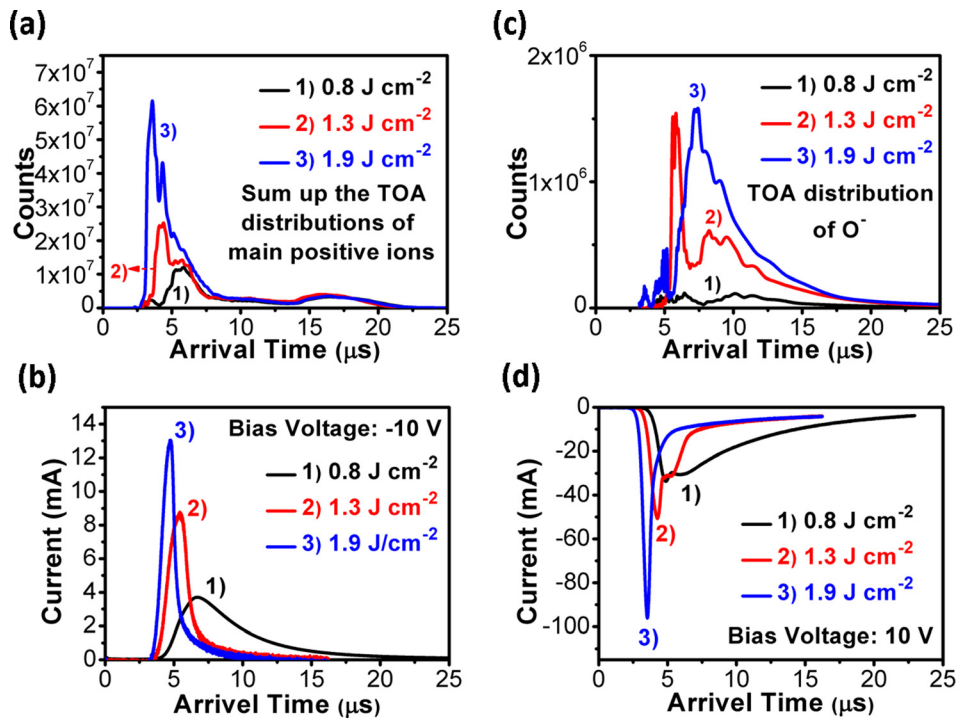 (a)
7x10⁷
6x10⁷
5x10⁷
4x10⁷
3x10⁷
2x10⁷
1x10⁷
0
Counts
1) 0.8 J cm⁻²
2) 1.3 J cm⁻²
3) 1.9 J cm⁻²
Sum up the TOA
distributions of
main positive ions
3)
2)
1)
0 5 10 15 20 25
Arrival Time (μs)
(c)
2x10⁶
1x10⁶
0
Counts
1) 0.8 J cm⁻²
2) 1.3 J cm⁻²
3) 1.9 J cm⁻²
TOA distribution
of O⁻
3)
2)
1)
0 5 10 15 20 25
Arrival Time (μs)
(b)
14
12
10
8
6
4
2
0
Current (mA)
Bias Voltage: -10 V
1) 0.8 J cm⁻²
2) 1.3 J cm⁻²
3) 1.9 J/cm⁻²
3)
2)
1)
0 5 10 15 20 25
Arrivel Time (μs)
(d)
0
-20
-40
-60
-80
-100
Current (mA)
1)
2)
3)
1) 0.8 J cm⁻²
2) 1.3 J cm⁻²
3) 1.9 J cm⁻²
Bias Voltage: 10 V
0 5 10 15 20 25
Arrivel Time (μs)